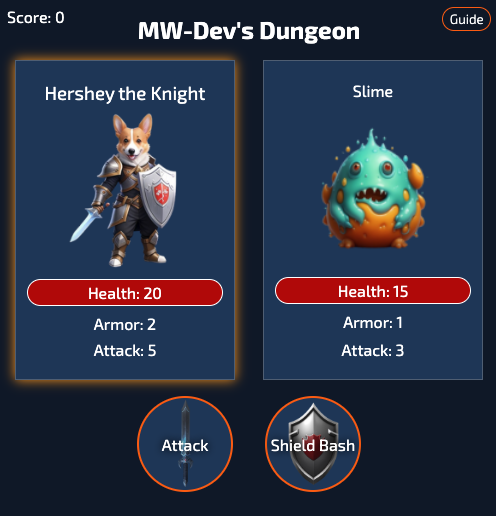 Score: 0
MW-Dev's Dungeon
Guide
Hershey the Knight
Health: 20
Armor: 2
Attack: 5
Slime
Health: 15
Armor: 1
Attack: 3
Attack
Shield Bash